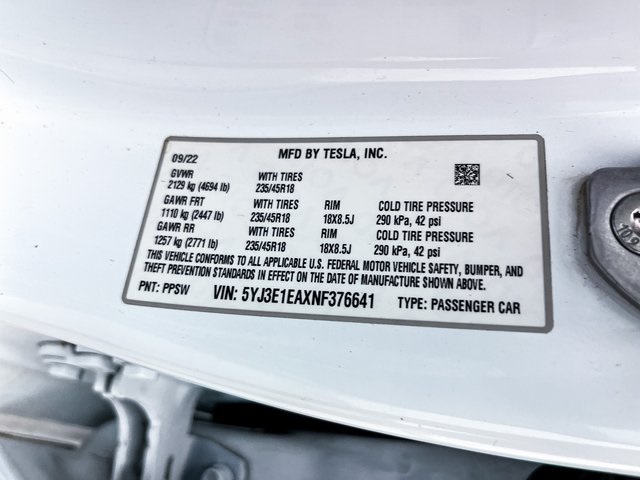 09/22 MFD BY TESLA, INC.
GVWR WITH TIRES
2129 kg (4694 lb) 235/45R18
GAWR FRT WITH TIRES RIM COLD TIRE PRESSURE
1110 kg (2447 lb) 235/45R18 18X8.5J 290 kPa, 42 psi
GAWR RR WITH TIRES RIM COLD TIRE PRESSURE
1257 kg (2771 lb) 235/45R18 18X8.5J 290 kPa, 42 psi
THIS VEHICLE CONFORMS TO ALL APPLICABLE U.S. FEDERAL MOTOR VEHICLE SAFETY, BUMPER, AND
THEFT PREVENTION STANDARDS IN EFFECT ON THE DATE OF MANUFACTURE SHOWN ABOVE.
PNT: PPSW VIN: 5YJ3E1EAXNF376641 TYPE: PASSENGER CAR